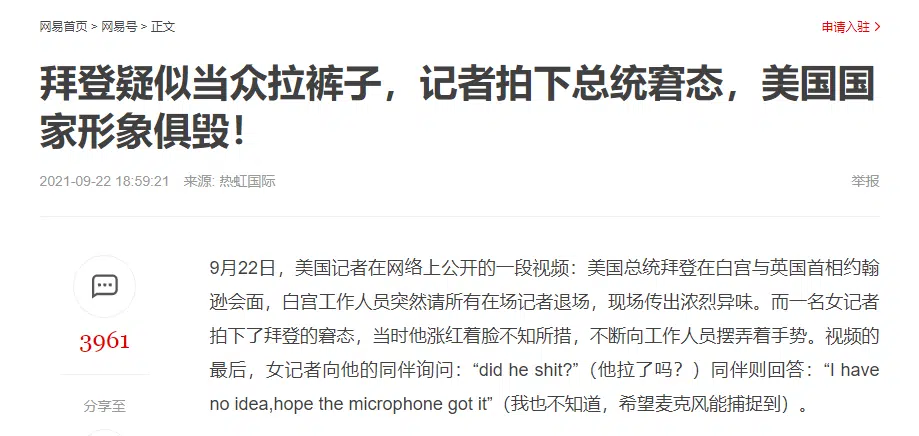 网易首页 > 网易号 > 正文
申请入驻 >
拜登疑似当众拉裤子，记者拍下总统窘态，美国国
家形象俱毁！
2021-09-22 18:59:21 来源: 热虹国际
举报
9月22日，美国记者在网络上公开的一段视频：美国总统拜登在白宫与英国首相约翰
逊会面，白宫工作人员突然请所有在场记者退场，现场传出浓烈异味。而一名女记者
拍下了拜登的窘态，当时他涨红着脸不知所措，不断向工作人员摆弄着手势。视频的
最后，女记者向他的同伴询问：“did he shit?”（他拉了吗？）同伴则回答：“I have
no idea,hope the microphone got it”（我也不知道，希望麦克风能捕捉到）。
3961
分享至